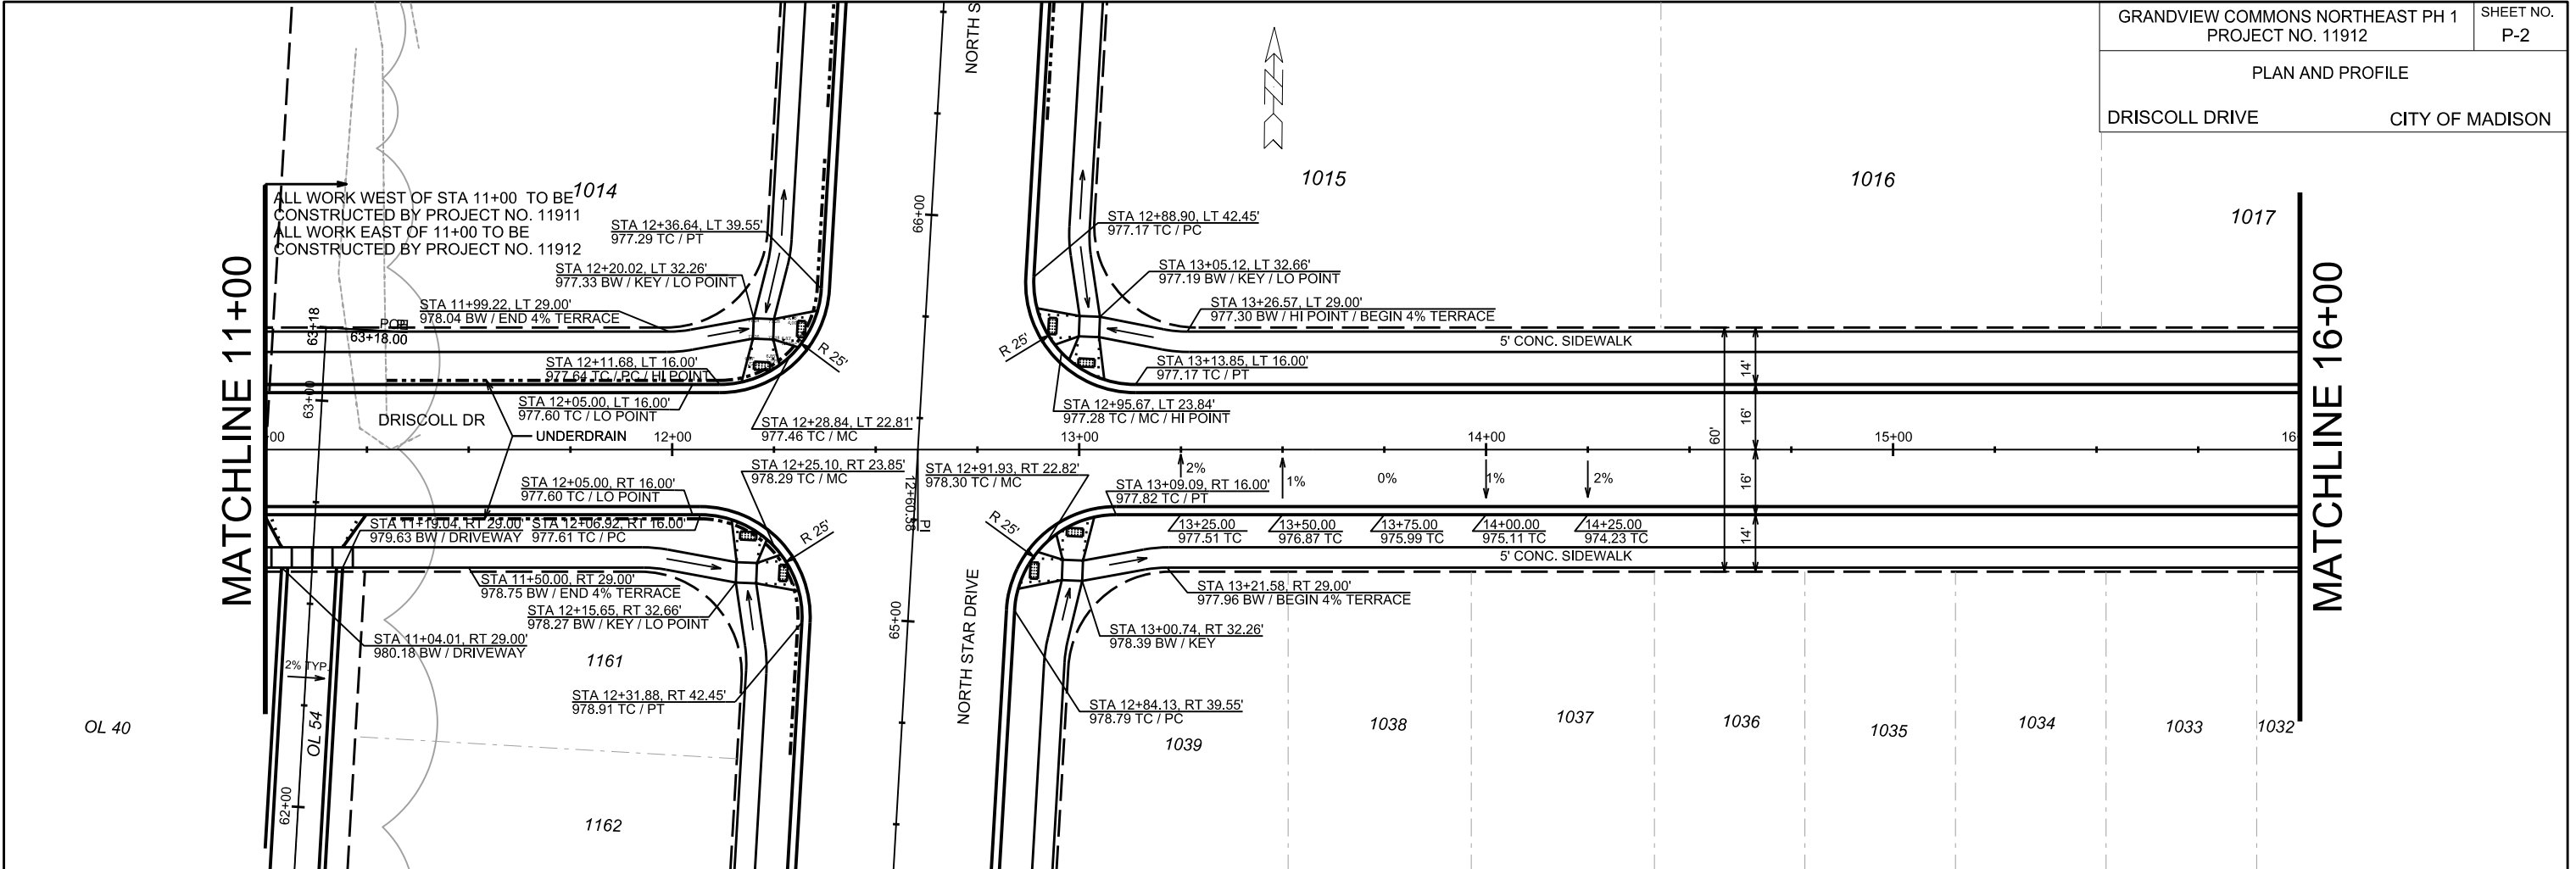 GRANDVIEW COMMONS NORTHEAST PH 1
PROJECT NO. 11912
SHEET NO.
P-2
PLAN AND PROFILE
DRISCOLL DRIVE
CITY OF MADISON
NORTH S
1014
1015
1016
1017
ALL WORK WEST OF STA 11+00 TO BE
CONSTRUCTED BY PROJECT NO. 11911
ALL WORK EAST OF 11+00 TO BE
CONSTRUCTED BY PROJECT NO. 11912
MATCHLINE 11+00
MATCHLINE 16+00
STA 12+36.64, LT 39.55'
977.29 TC / PT
STA 12+20.02, LT 32.26'
977.33 BW / KEY / LO POINT
STA 11+99.22, LT 29.00'
978.04 BW / END 4% TERRACE
63+18
63+18.00
63+00
STA 12+11.68, LT 16.00'
977.64 TC / PC / HI POINT
STA 12+05.00, LT 16.00'
977.60 TC / LO POINT
R 25'
66+00
STA 12+28.84, LT 22.81'
977.46 TC / MC
STA 12+88.90, LT 42.45'
977.17 TC / PC
STA 13+05.12, LT 32.66'
977.19 BW / KEY / LO POINT
STA 13+26.57, LT 29.00'
977.30 BW / HI POINT / BEGIN 4% TERRACE
R 25'
STA 13+13.85, LT 16.00'
977.17 TC / PT
STA 12+95.67, LT 23.84'
977.28 TC / MC / HI POINT
5' CONC. SIDEWALK
14'
16'
60'
16'
14'
DRISCOLL DR
UNDERDRAIN
+00
12+00
13+00
14+00
15+00
16
STA 12+25.10, RT 23.85'
978.29 TC / MC
STA 12+91.93, RT 22.82'
978.30 TC / MC
12+60.38
PI
STA 12+05.00, RT 16.00'
977.60 TC / LO POINT
STA 13+09.09, RT 16.00'
977.82 TC / PT
2%
1%
0%
1%
2%
STA 11+19.04, RT 29.00'
979.63 BW / DRIVEWAY
STA 12+06.92, RT 16.00'
977.61 TC / PC
R 25'
R 25'
13+25.00
977.51 TC
13+50.00
976.87 TC
13+75.00
975.99 TC
14+00.00
975.11 TC
14+25.00
974.23 TC
5' CONC. SIDEWALK
STA 11+50.00, RT 29.00'
978.75 BW / END 4% TERRACE
STA 12+15.65, RT 32.66'
978.27 BW / KEY / LO POINT
STA 13+21.58, RT 29.00'
977.96 BW / BEGIN 4% TERRACE
STA 13+00.74, RT 32.26'
978.39 BW / KEY
STA 11+04.01, RT 29.00'
980.18 BW / DRIVEWAY
65+00
NORTH STAR DRIVE
2% TYP.
1161
STA 12+31.88, RT 42.45'
978.91 TC / PT
STA 12+84.13, RT 39.55'
978.79 TC / PC
OL 40
OL 54
62+00
1162
1039
1038
1037
1036
1035
1034
1033
1032